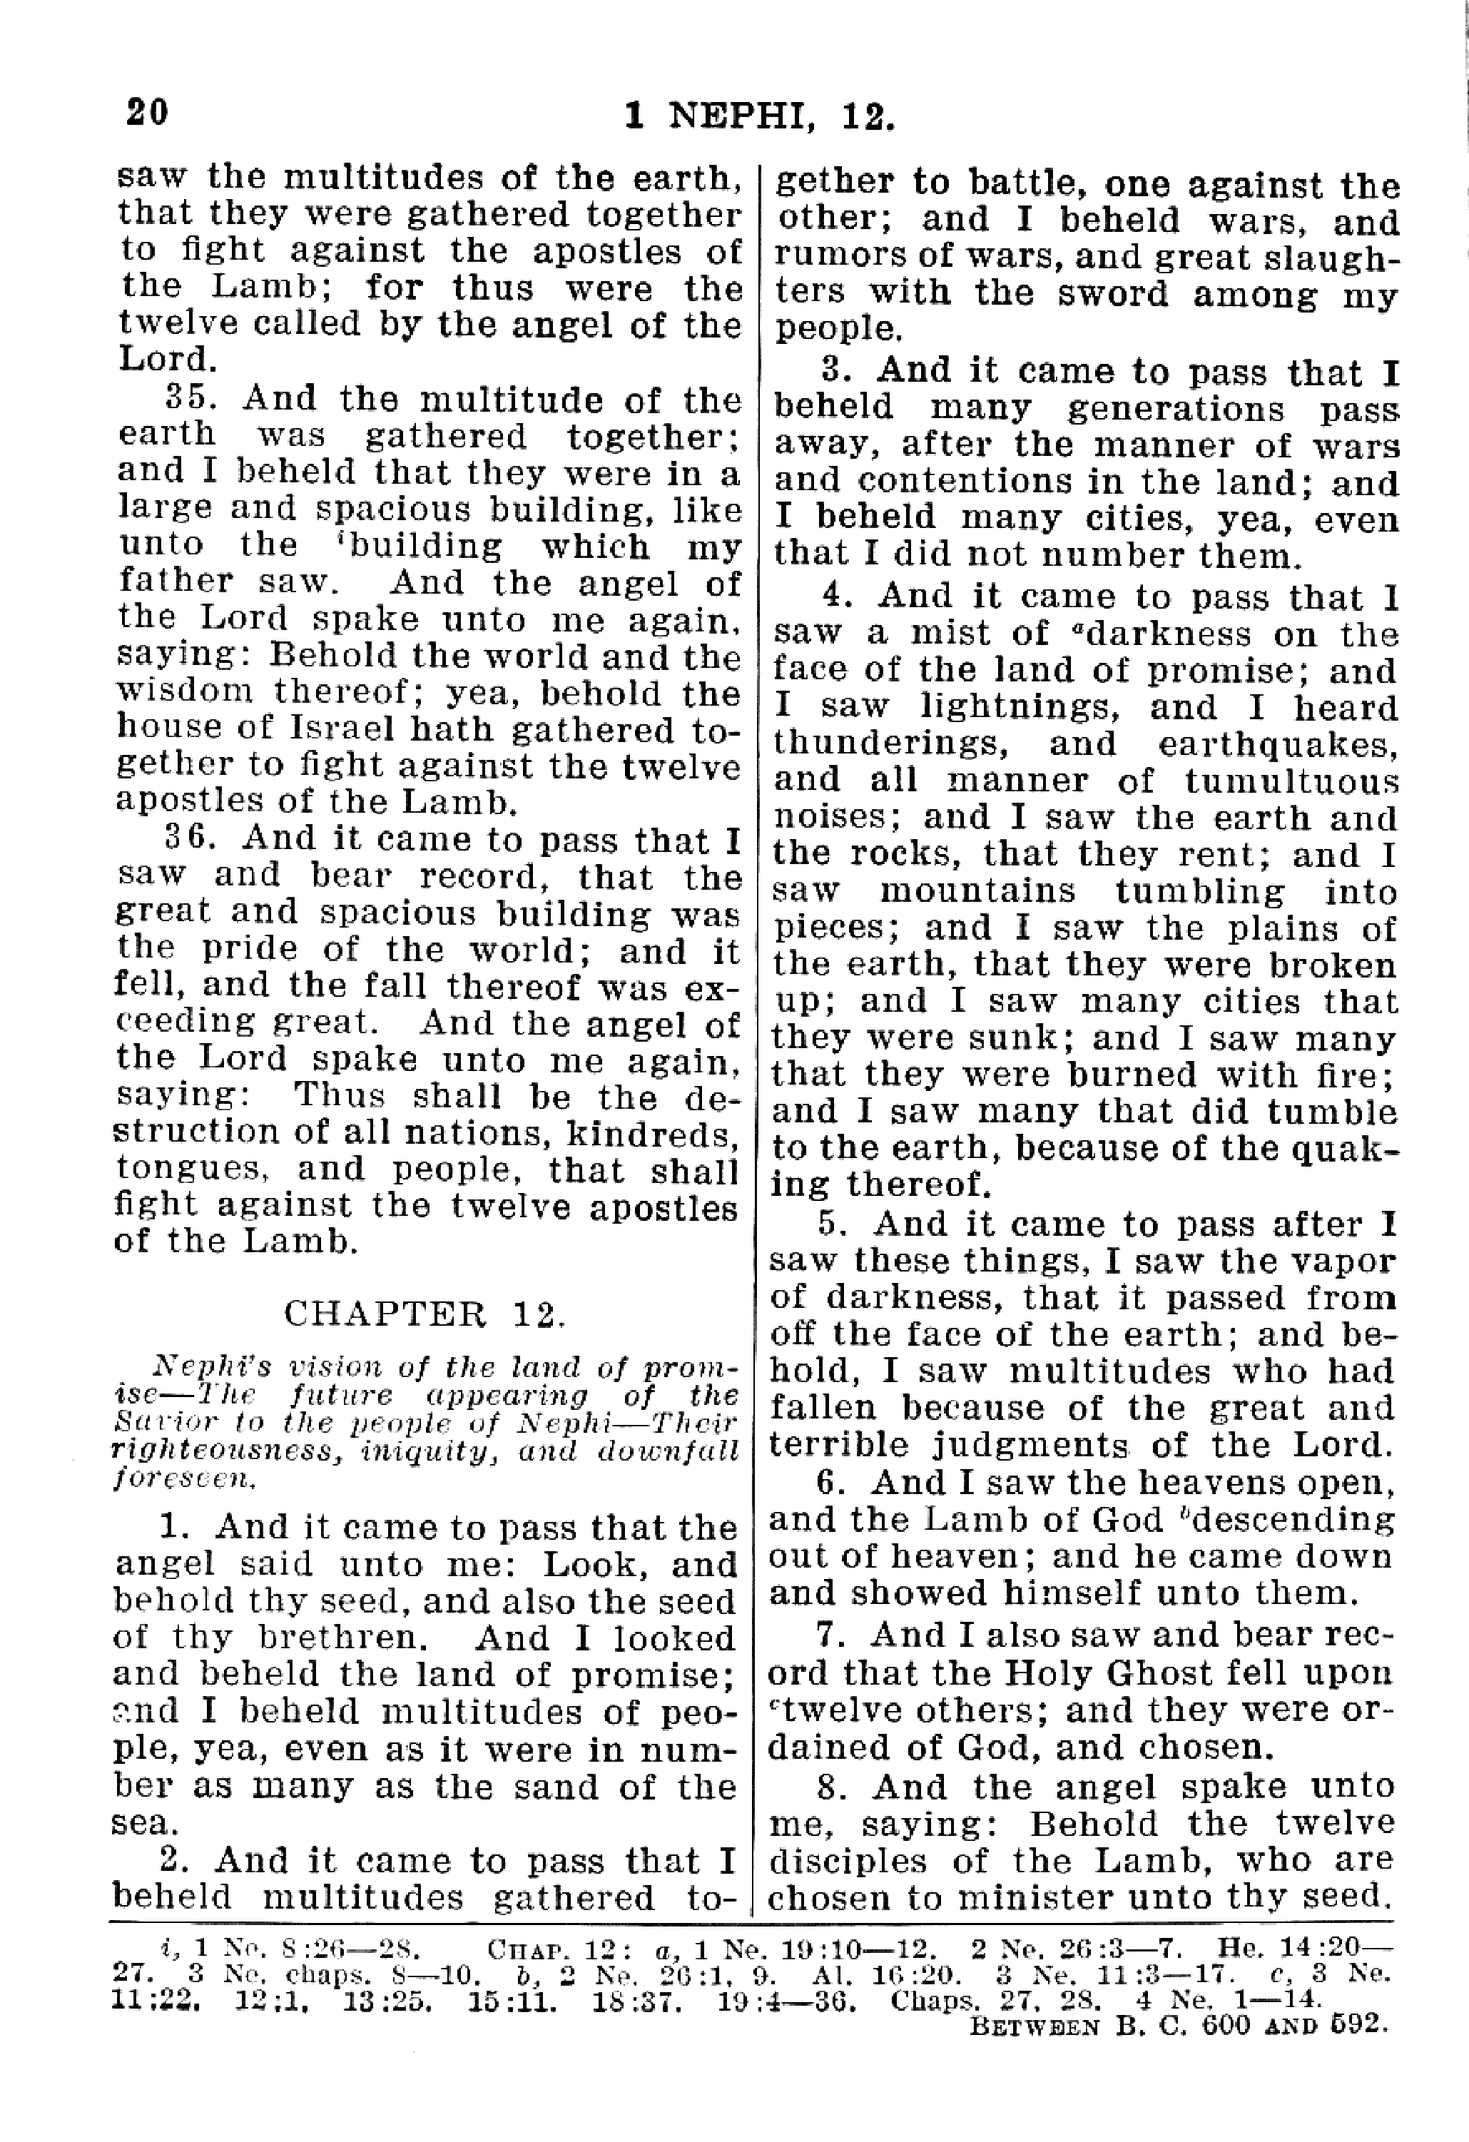 20
1 NEPHI, 12.
saw the multitudes of the earth,
that they were gathered together
to fight against the apostles of
the Lamb; for thus were the
twelve called by the angel of the
Lord.
35. And the multitude of the
earth was gathered together;
and I beheld that they were in a
large and spacious building, like
unto the ibuilding which my
father saw. And the angel of
the Lord spake unto me again,
saying: Behold the world and the
wisdom thereof; yea, behold the
house of Israel hath gathered to-
gether to fight against the twelve
apostles of the Lamb.
36. And it came to pass that I
saw and bear record, that the
great and spacious building was
the pride of the world; and it
fell, and the fall thereof was ex-
ceeding great. And the angel of
the Lord spake unto me again,
saying: Thus shall be the de-
struction of all nations, kindreds,
tongues, and people, that shall
fight against the twelve apostles
of the Lamb.
CHAPTER 12.
Nephi's vision of the land of prom-
ise—The future appearing of the
Savior to the people of Nephi—Their
righteousness, iniquity, and downfall
foreseen.
1. And it came to pass that the
angel said unto me: Look, and
behold thy seed, and also the seed
of thy brethren. And I looked
and beheld the land of promise;
and I beheld multitudes of peo-
ple, yea, even as it were in num-
ber as many as the sand of the
sea.
2. And it came to pass that I
beheld multitudes gathered to-
gether to battle, one against the
other; and I beheld wars, and
rumors of wars, and great slaugh-
ters with the sword among my
people.
3. And it came to pass that I
beheld many generations pass
away, after the manner of wars
and contentions in the land; and
I beheld many cities, yea, even
that I did not number them.
4. And it came to pass that I
saw a mist of adarkness on the
face of the land of promise; and
I saw lightnings, and I heard
thunderings, and earthquakes,
and all manner of tumultuous
noises; and I saw the earth and
the rocks, that they rent; and I
saw mountains tumbling into
pieces; and I saw the plains of
the earth, that they were broken
up; and I saw many cities that
they were sunk; and I saw many
that they were burned with fire;
and I saw many that did tumble
to the earth, because of the quak-
ing thereof.
5. And it came to pass after I
saw these things, I saw the vapor
of darkness, that it passed from
off the face of the earth; and be-
hold, I saw multitudes who had
fallen because of the great and
terrible judgments of the Lord.
6. And I saw the heavens open,
and the Lamb of God bdescending
out of heaven; and he came down
and showed himself unto them.
7. And I also saw and bear rec-
ord that the Holy Ghost fell upon
ctwelve others; and they were or-
dained of God, and chosen.
8. And the angel spake unto
me, saying: Behold the twelve
disciples of the Lamb, who are
chosen to minister unto thy seed.
i, 1 Ne. 8:26—28. CHAP. 12: a, 1 Ne. 19:10—12. 2 Ne. 26:3—7. He. 14:20—
27. 3 Ne. chaps. 8—10. b, 2 Ne. 26:1, 9. Al. 16:20. 3 Ne. 11:3—17. c, 3 Ne.
11:22. 12:1. 13:25. 15:11. 18:37. 19:4—36. Chaps. 27, 28. 4 Ne. 1—14.
BETWEEN B. C. 600 AND 592.